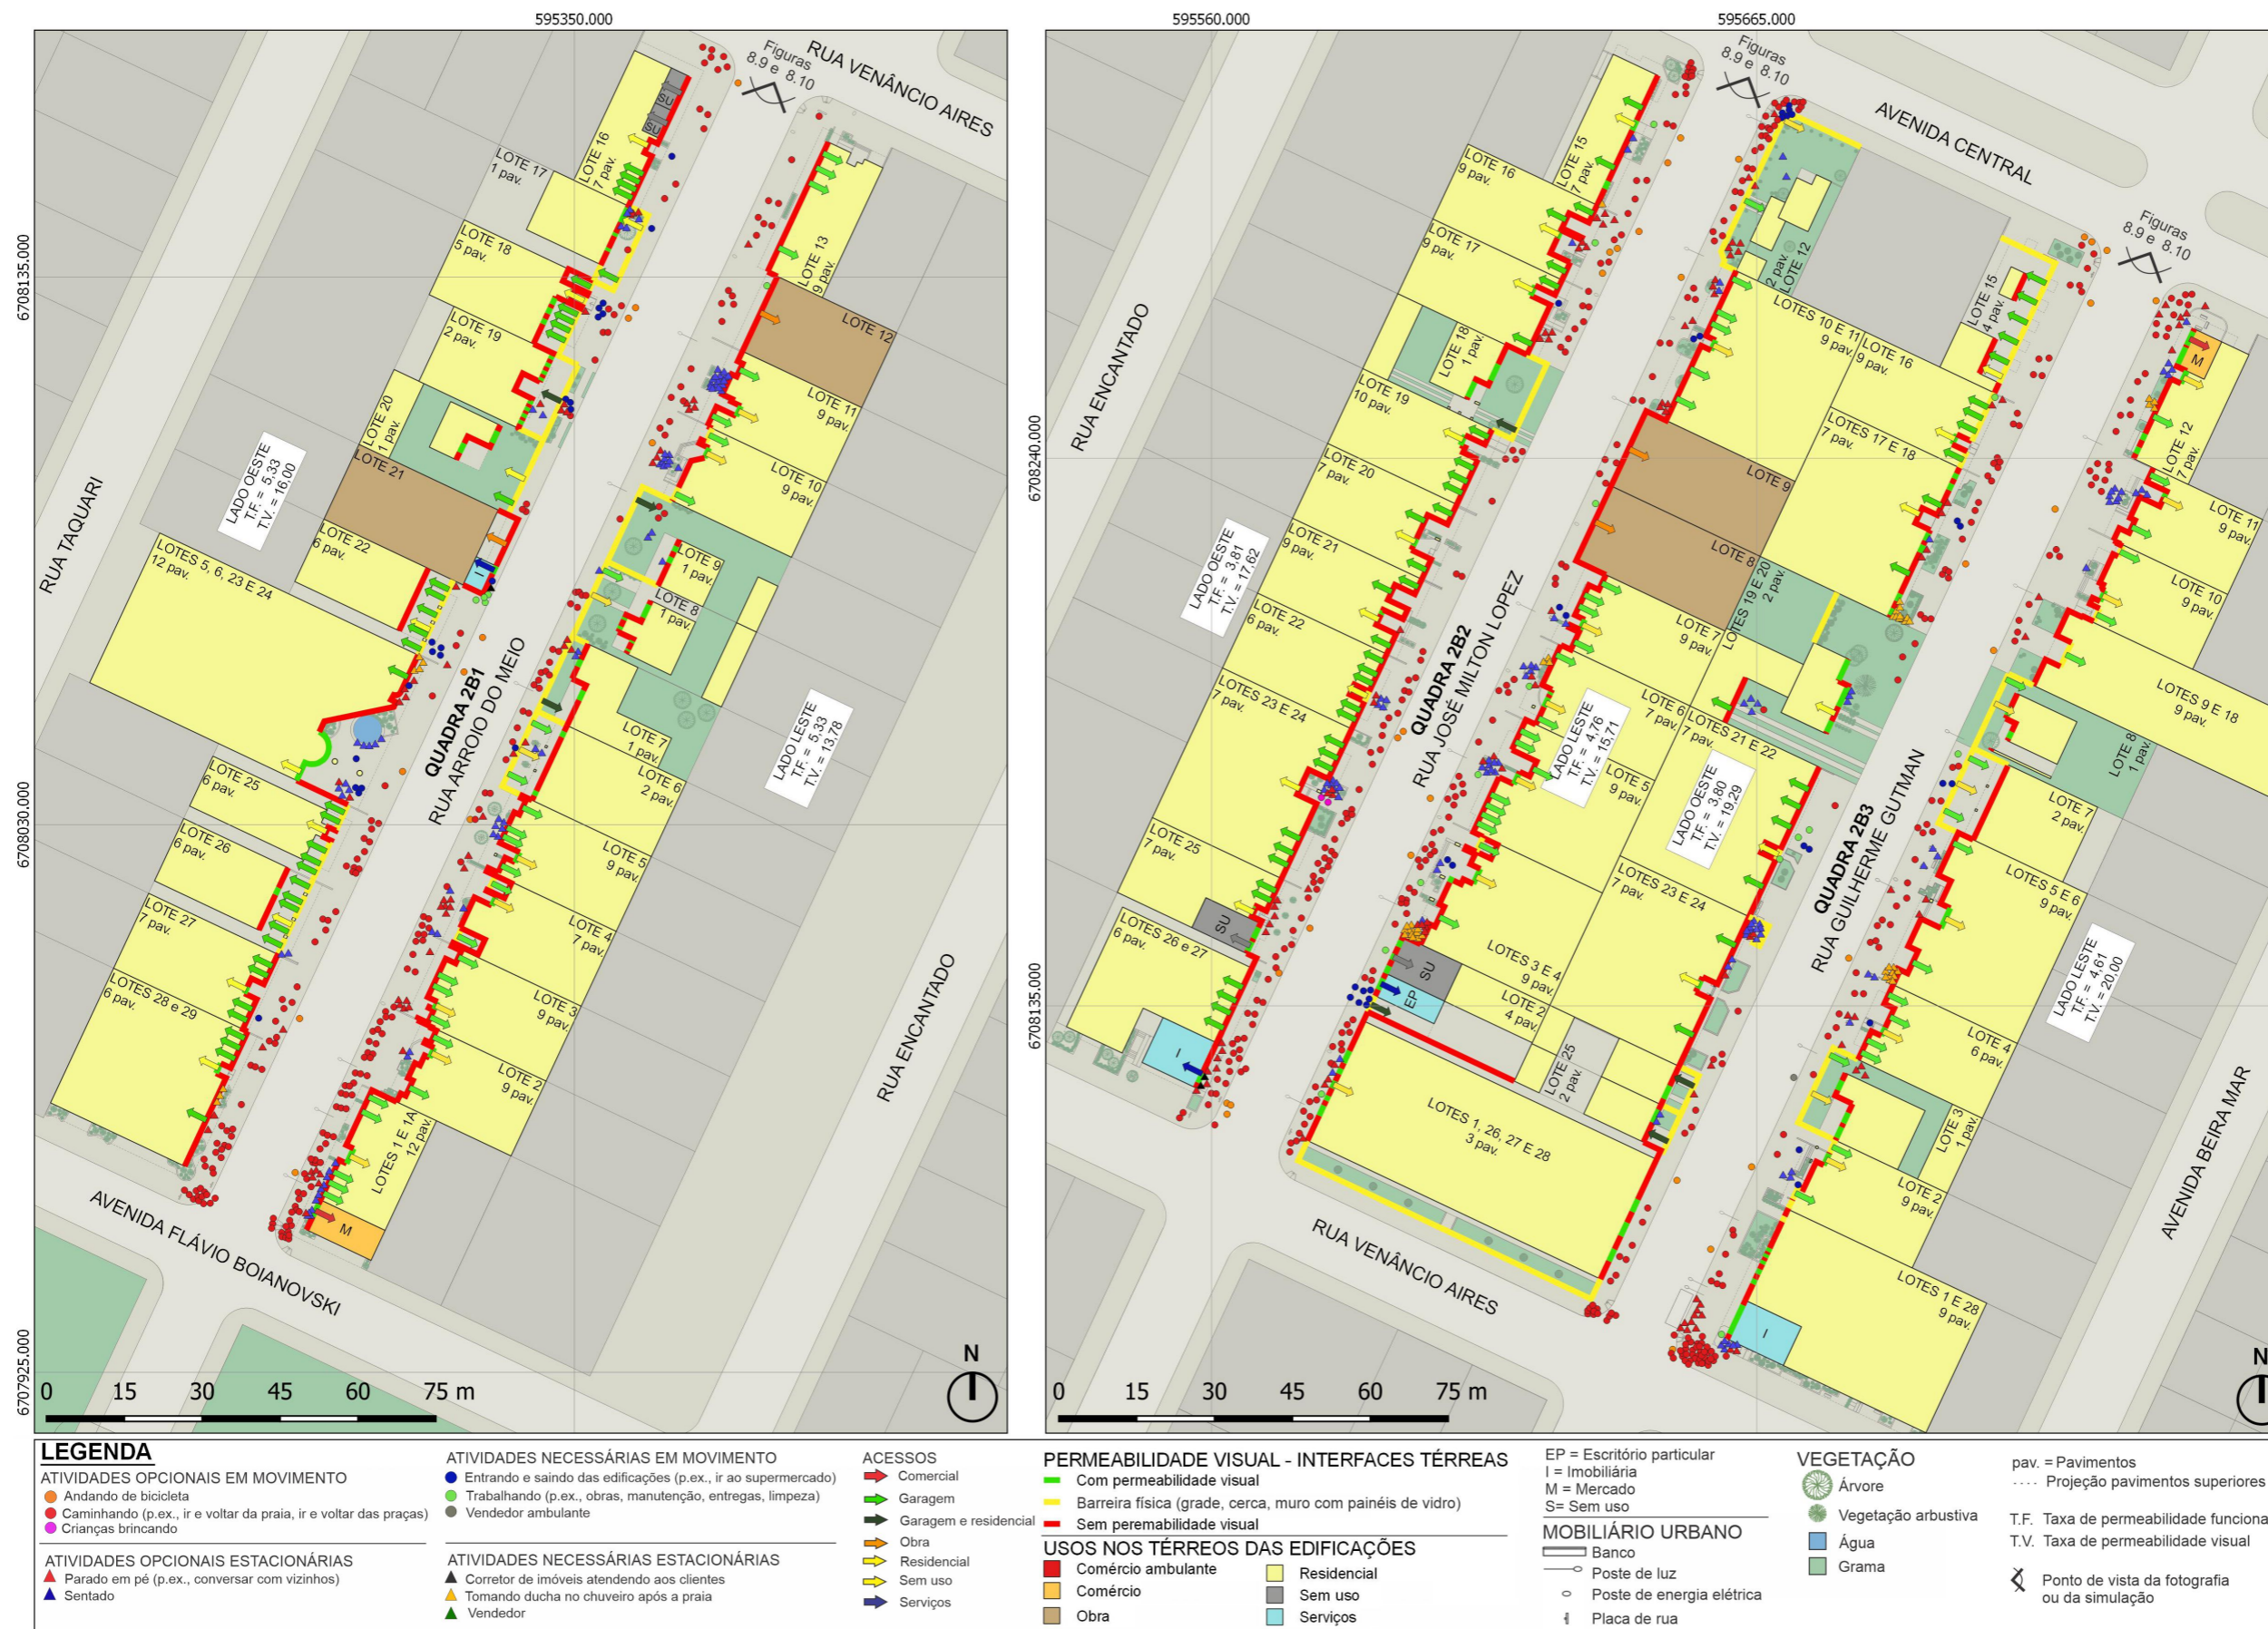 595350.000
595560.000
595665.000
6708135.000
6708030.000
6707925.000
6708240.000
6708135.000
Figuras
8.9 e 8.10
RUA VENÂNCIO AIRES
SU
SU
LOTE 16
7 pav.
LOTE 17
1 pav.
LOTE 18
5 pav.
LOTE 19
2 pav.
LOTE 20
1 pav.
LOTE 21
LOTE 22
6 pav.
I
LADO OESTE
T.F. = 5,33
T.V. = 16,00
LOTES 5, 6, 23 E 24
12 pav.
LOTE 25
6 pav.
LOTE 26
6 pav.
LOTE 27
7 pav.
LOTES 28 e 29
6 pav.
RUA TAQUARI
QUADRA 2B1
RUA ARROIO DO MEIO
LOTE 13
9 pav.
LOTE 12
LOTE 11
9 pav.
LOTE 10
9 pav.
LOTE 9
1 pav.
LOTE 8
1 pav.
LOTE 7
1 pav.
LOTE 6
2 pav.
LOTE 5
9 pav.
LOTE 4
7 pav.
LOTE 3
9 pav.
LOTE 2
9 pav.
LOTES 1 E 1A
12 pav.
M
LADO LESTE
T.F. = 5,33
T.V. = 13,78
RUA ENCANTADO
AVENIDA FLÁVIO BOIANOVSKI
N
0 15 30 45 60 75 m
Figuras
8.9 e 8.10
AVENIDA CENTRAL
Figuras
8.9 e 8.10
RUA ENCANTADO
LOTE 15
7 pav.
LOTE 16
9 pav.
LOTE 17
9 pav.
LOTE 18
1 pav.
LOTE 19
10 pav.
LOTE 20
7 pav.
LOTE 21
9 pav.
LOTE 22
6 pav.
LOTES 23 E 24
7 pav.
LOTE 25
7 pav.
SU
LOTES 26 e 27
6 pav.
I
LADO OESTE
T.F. = 3,81
T.V. = 17,62
QUADRA 2B2
RUA JOSÉ MILTON LOPEZ
2 pav.
LOTE 12
LOTES 10 E 11
9 pav.
LOTE 9
LOTE 8
LOTE 7
9 pav.
LOTE 6
7 pav.
LOTE 5
9 pav.
LOTES 3 E 4
9 pav.
LOTE 2
4 pav.
SU
EP
LOTES 1, 26, 27 E 28
3 pav.
LADO LESTE
T.F. = 4,76
T.V. = 15,71
LOTE 15
4 pav.
LOTE 16
9 pav.
LOTES 17 E 18
7 pav.
LOTES 19 E 20
2 pav.
LOTES 21 E 22
7 pav.
LOTES 23 E 24
7 pav.
LOTE 25
2 pav.
LADO OESTE
T.F. = 3,80
T.V. = 19,29
QUADRA 2B3
RUA GUILHERME GUTMAN
M
LOTE 12
7 pav.
LOTE 11
9 pav.
LOTE 10
9 pav.
LOTES 9 E 18
9 pav.
LOTE 8
1 pav.
LOTE 7
2 pav.
LOTES 5 E 6
9 pav.
LOTE 4
6 pav.
LOTE 3
1 pav.
LOTE 2
9 pav.
LOTES 1 E 28
9 pav.
I
LADO LESTE
T.F. = 4,61
T.V. = 20,00
AVENIDA BEIRA MAR
RUA VENÂNCIO AIRES
N
0 15 30 45 60 75 m
LEGENDA
ATIVIDADES OPCIONAIS EM MOVIMENTO
Andando de bicicleta
Caminhando (p.ex., ir e voltar da praia, ir e voltar das praças)
Crianças brincando
ATIVIDADES OPCIONAIS ESTACIONÁRIAS
Parado em pé (p.ex., conversar com vizinhos)
Sentado
ATIVIDADES NECESSÁRIAS EM MOVIMENTO
Entrando e saindo das edificações (p.ex., ir ao supermercado)
Trabalhando (p.ex., obras, manutenção, entregas, limpeza)
Vendedor ambulante
ATIVIDADES NECESSÁRIAS ESTACIONÁRIAS
Corretor de imóveis atendendo aos clientes
Tomando ducha no chuveiro após a praia
Vendedor
ACESSOS
Comercial
Garagem
Garagem e residencial
Obra
Residencial
Sem uso
Serviços
PERMEABILIDADE VISUAL - INTERFACES TÉRREAS
Com permeabilidade visual
Barreira física (grade, cerca, muro com painéis de vidro)
Sem peremabilidade visual
USOS NOS TÉRREOS DAS EDIFICAÇÕES
Comércio ambulante
Comércio
Obra
Residencial
Sem uso
Serviços
EP = Escritório particular
I = Imobiliária
M = Mercado
S= Sem uso
MOBILIÁRIO URBANO
Banco
Poste de luz
Poste de energia elétrica
Placa de rua
VEGETAÇÃO
Árvore
Vegetação arbustiva
Água
Grama
pav. = Pavimentos
Projeção pavimentos superiores
T.F. Taxa de permeabilidade funciona
T.V. Taxa de permeabilidade visual
Ponto de vista da fotografia
ou da simulação